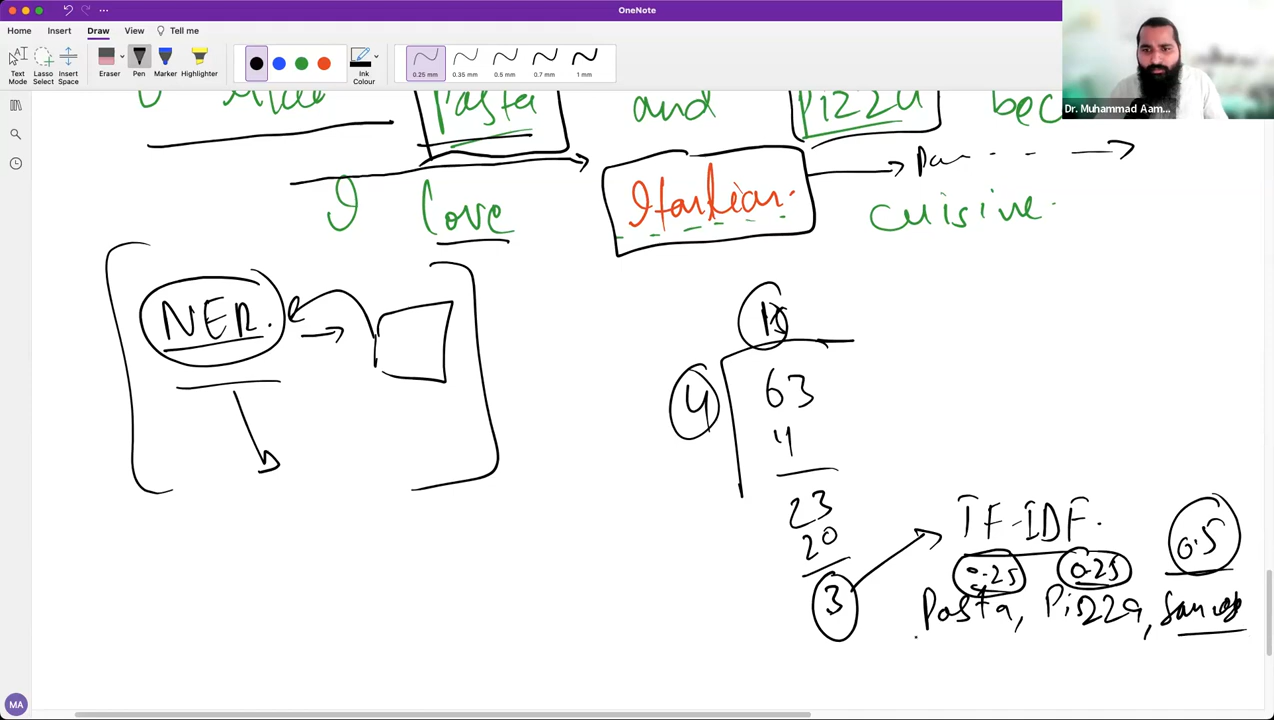 OneNote
Home Insert Draw View Tell me
Text Mode Lasso Select Insert Space Eraser Pen Marker Highlighter 0.25 mm 0.35 mm 0.5 mm 0.7 mm 1 mm Ink Colour
Dr. Muhammad Aam...
Pasta and Pizza bec
I love Italian. cuisine.
NER.
4 63
4
23
20
3
TF-IDF.
0.25 0.25 0.5
Pasta, Pizza,
MA